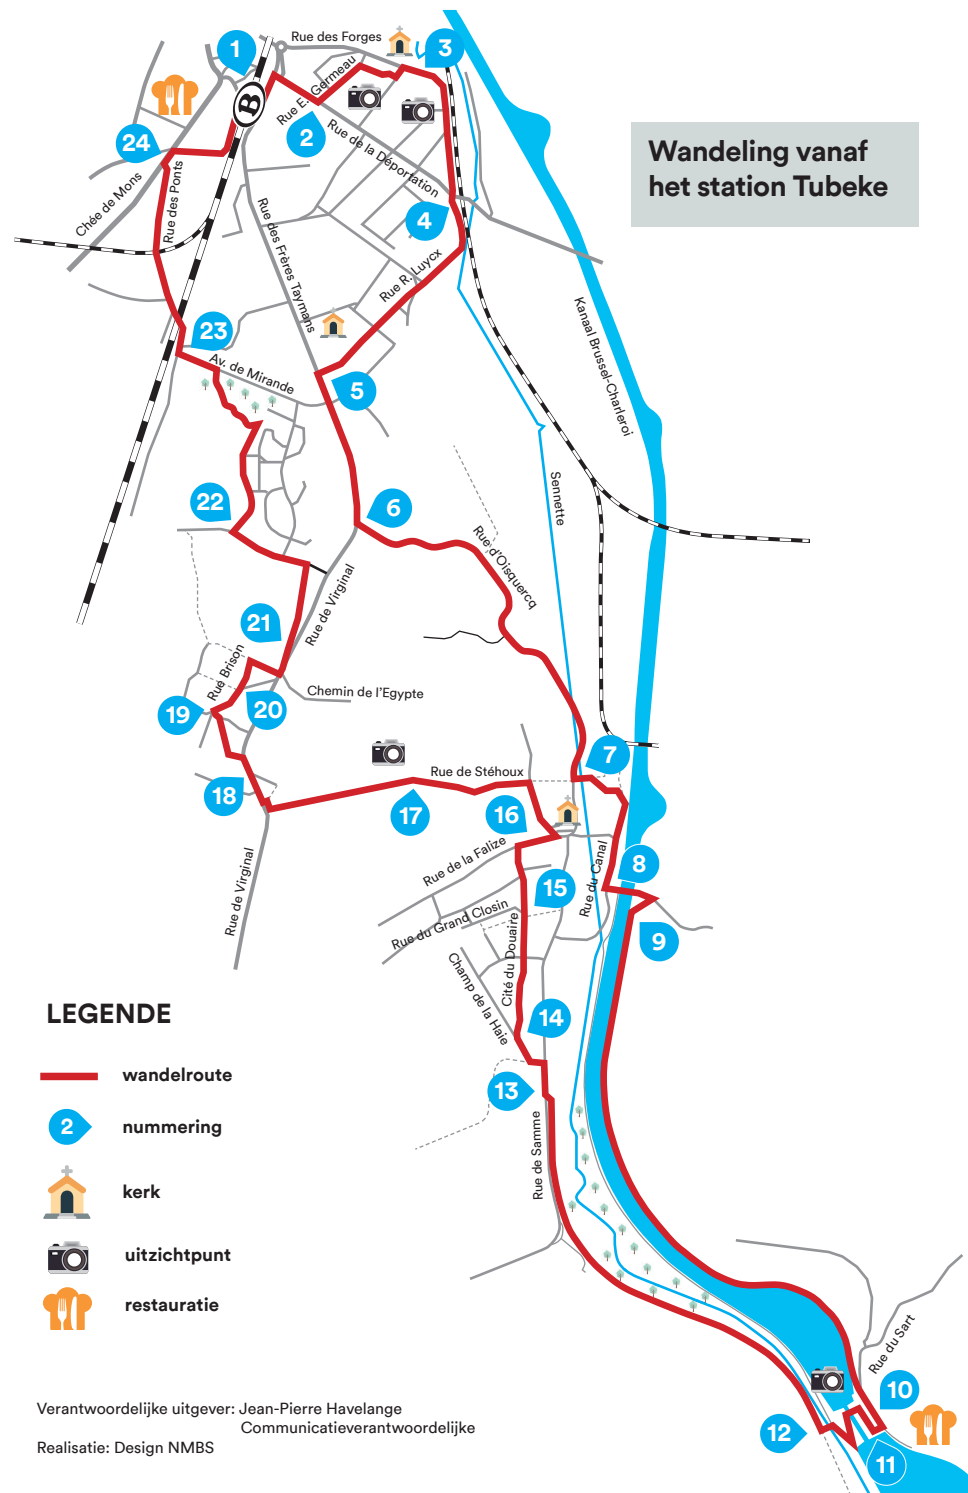 1
Rue des Forges
3
B
Rue E. Germeau
24
2
Rue de la Déportation
Wandeling vanaf
het station Tubeke
Chée de Mons
Rue des Ponts
4
Rue des Frères Taymans
Rue R. Luycx
Kanaal Brussel-Charleroi
23
Av. de Mirande
5
22
6
Sennette
Rue d'Oisquercq
Rue de Virginal
21
Rue Brison
19
20
Chemin de l'Egypte
7
Rue de Stéhoux
18
17
16
Rue de la Falize
Rue du Canal
8
15
Rue de Virginal
Rue du Grand Closin
9
Cité du Douaire
Champ de la Haie
14
13
Rue de Samme
LEGENDE
wandelroute
2
nummering
kerk
uitzichtpunt
restauratie
Rue du Sart
10
12
11
Verantwoordelijke uitgever: Jean-Pierre Havelange
Communicatieverantwoordelijke
Realisatie: Design NMBS